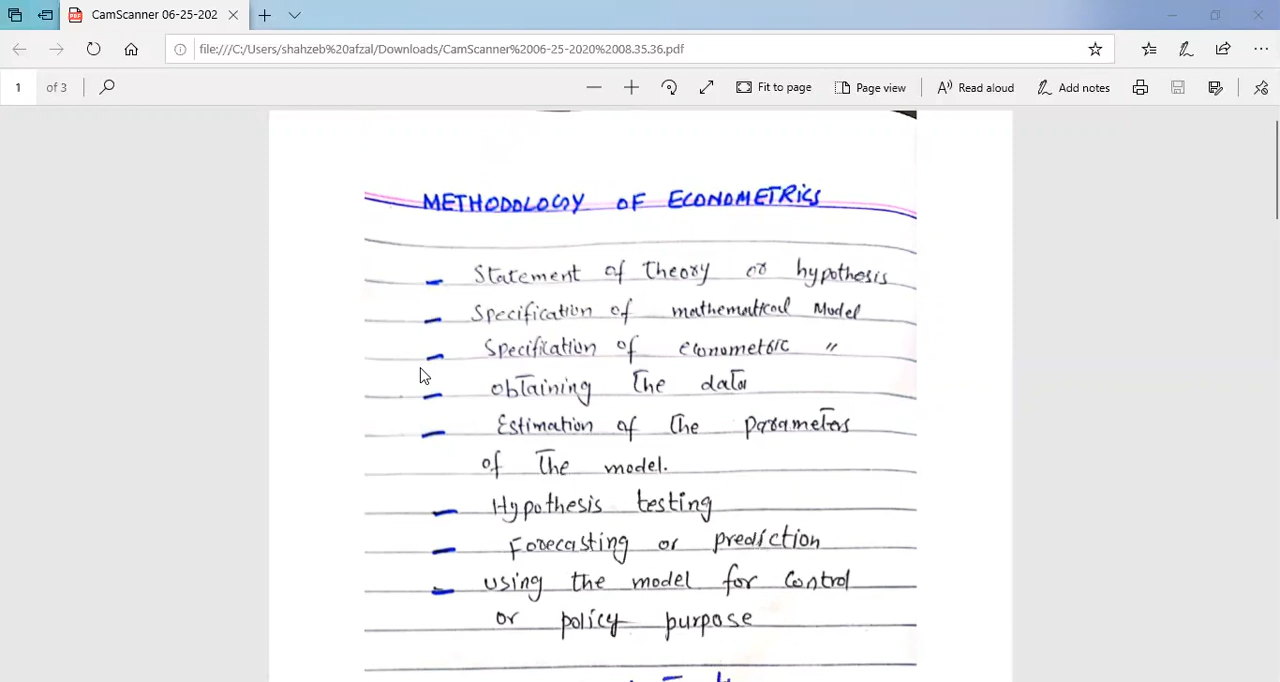 CamScanner 06-25-202
file:///C:/Users/shahzeb%20afzal/Downloads/CamScanner%2006-25-2020%2008.35.36.pdf
1 of 3 Fit to page Page view Read aloud Add notes
METHODOLOGY OF ECONOMETRICS
- Statement of Theory or hypothesis
- Specification of mathematical Model
- Specification of econometric "
- obtaining The data
- Estimation of The parameters
of The model.
- Hypothesis testing
- Forecasting or prediction
- using the model for control
or policy purpose